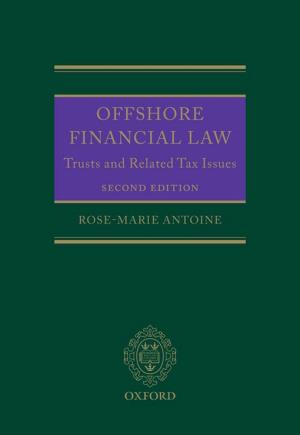 OFFSHORE
FINANCIAL LAW
Trusts and Related Tax Issues
SECOND EDITION
ROSE-MARIE ANTOINE
OXFORD